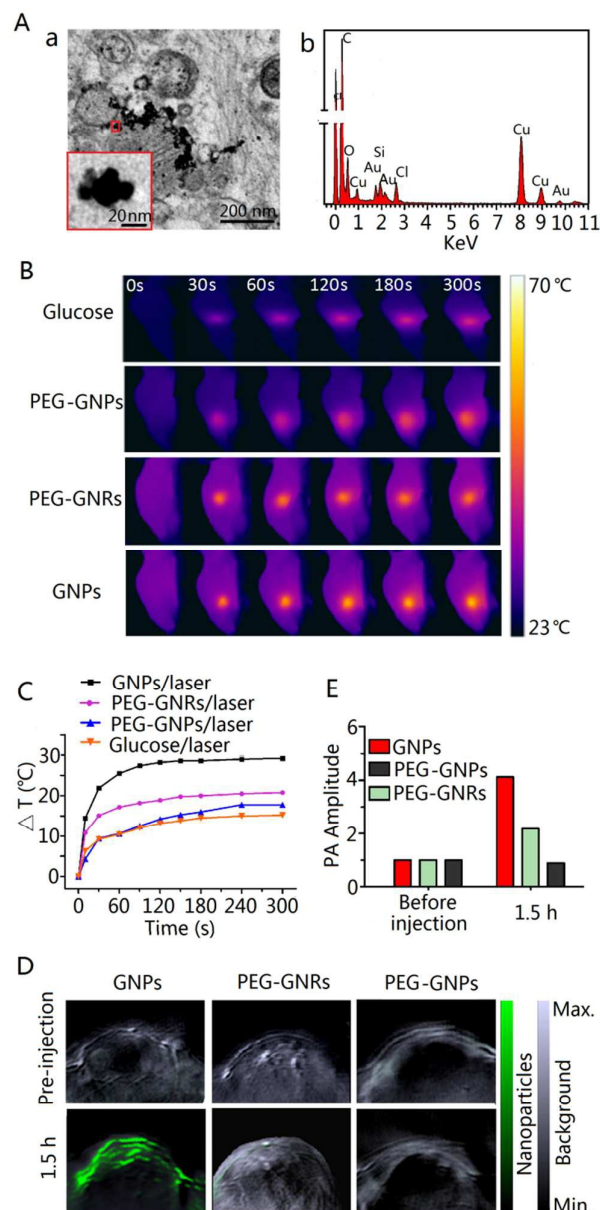 A
a
b
20nm
200 nm
C
Cl
O
Cu
Au
Si
Au
Cl
Cu
Cu
Au
0 1 2 3 4 5 6 7 8 9 10 11
KeV
B
0s 30s 60s 120s 180s 300s
Glucose
PEG-GNPs
PEG-GNRs
GNPs
70℃
23℃
C
GNPs/laser
PEG-GNRs/laser
PEG-GNPs/laser
Glucose/laser
△ T (℃)
30
20
10
0
0 60 120 180 240 300
Time (s)
E
GNPs
PEG-GNPs
PEG-GNRs
PA Amplitude
6
4
2
0
Before
injection
1.5 h
D
GNPs PEG-GNRs PEG-GNPs
Pre-injection
1.5 h
Nanoparticles
Background
Max.
Min